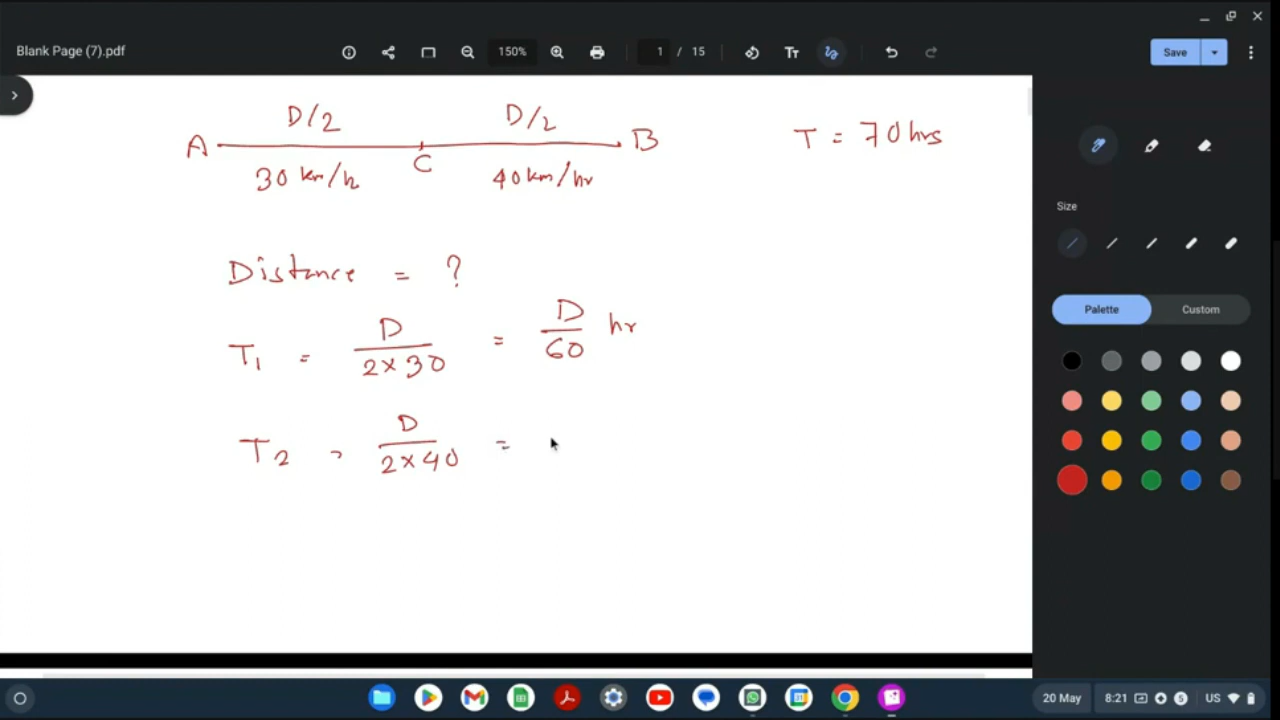 Blank Page (7).pdf
150%
1 / 15
Save
D/2 D/2
A C B
30 km/h 40 km/hr
T = 70 hrs
Distance = ?
T1 = D / 2 × 30 = D / 60 hr
T2 = D / 2 × 40 =
Size
Palette Custom
20 May 8:21 US